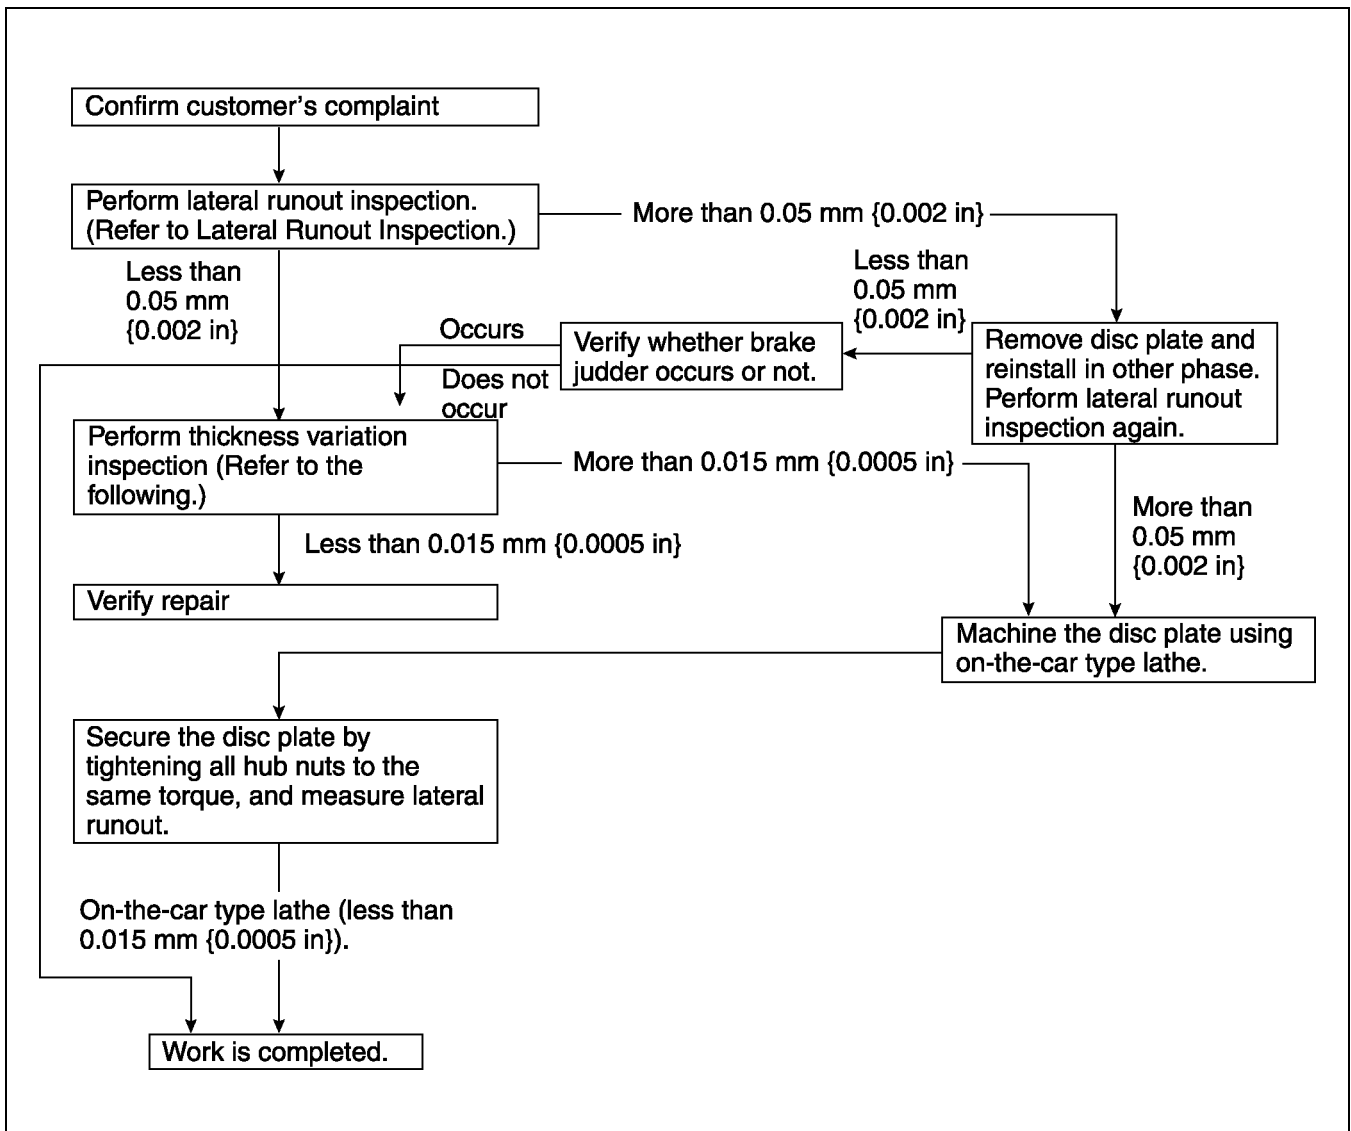 Confirm customer's complaint
Perform lateral runout inspection.
(Refer to Lateral Runout Inspection.)
More than 0.05 mm {0.002 in}
Less than
0.05 mm
{0.002 in}
Less than
0.05 mm
{0.002 in}
Occurs
Verify whether brake
judder occurs or not.
Remove disc plate and
reinstall in other phase.
Perform lateral runout
inspection again.
Does not
occur
Perform thickness variation
inspection (Refer to the
following.)
More than 0.015 mm {0.0005 in}
More than
0.05 mm
{0.002 in}
Less than 0.015 mm {0.0005 in}
Verify repair
Machine the disc plate using
on-the-car type lathe.
Secure the disc plate by
tightening all hub nuts to the
same torque, and measure lateral
runout.
On-the-car type lathe (less than
0.015 mm {0.0005 in}).
Work is completed.